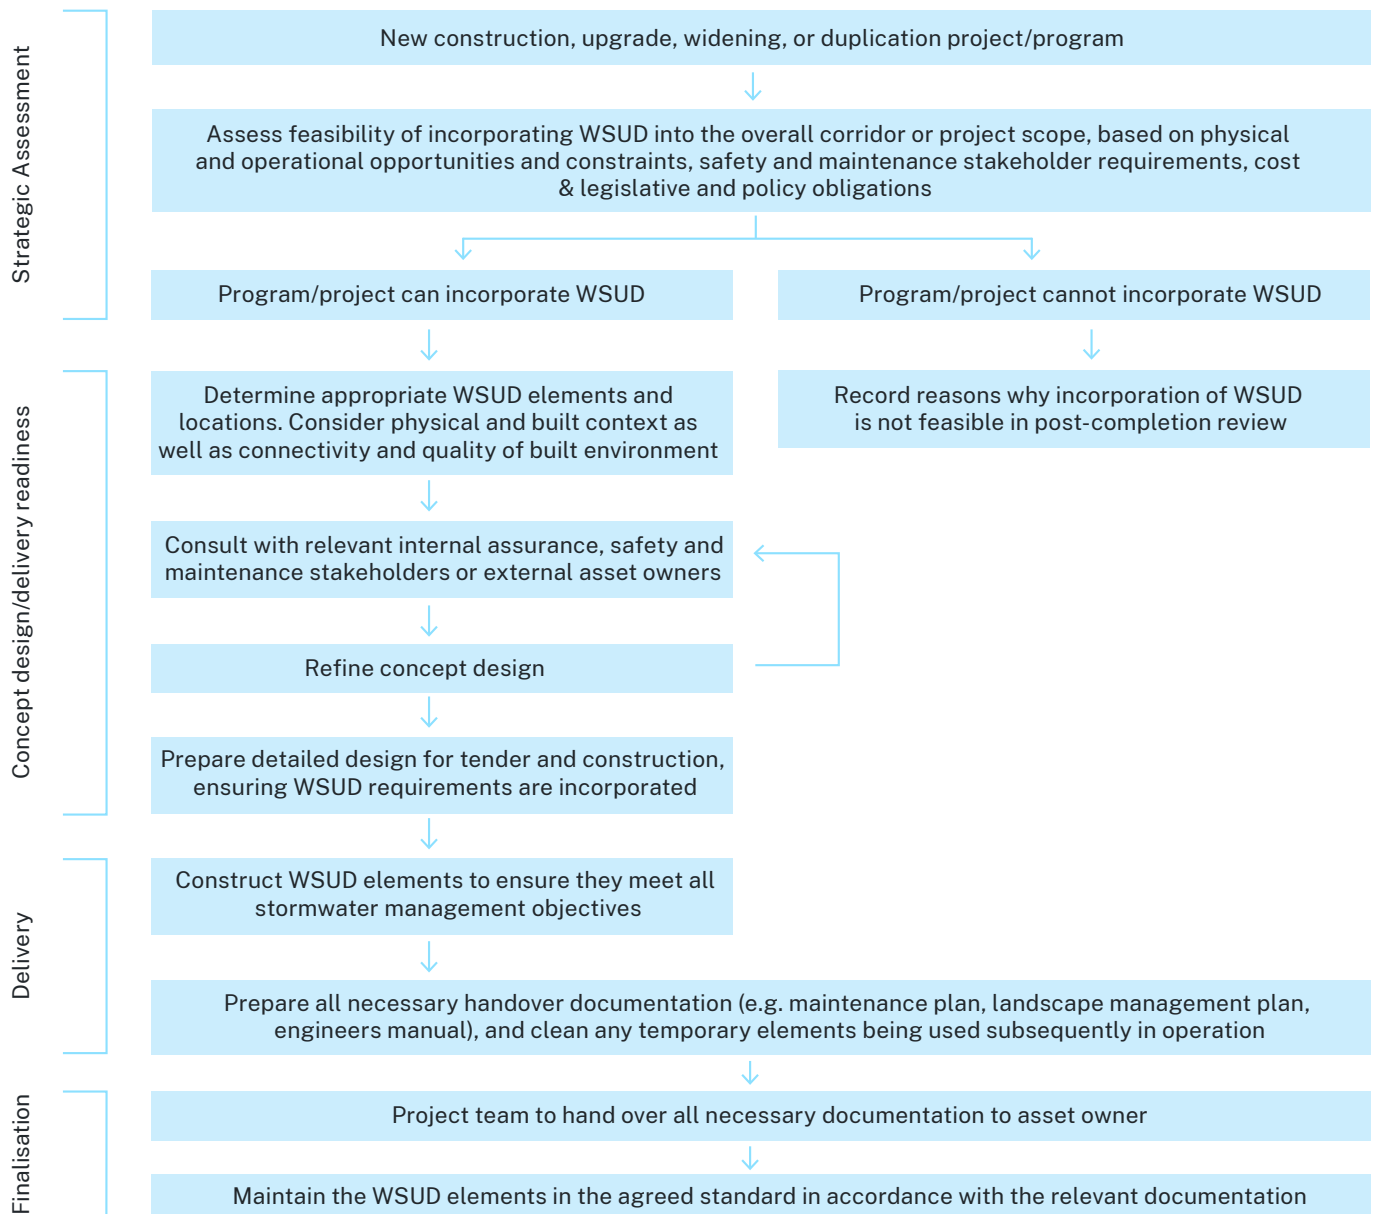 Strategic Assessment
New construction, upgrade, widening, or duplication project/program
Assess feasibility of incorporating WSUD into the overall corridor or project scope, based on physical
and operational opportunities and constraints, safety and maintenance stakeholder requirements, cost
& legislative and policy obligations
Program/project can incorporate WSUD
Program/project cannot incorporate WSUD
Concept design/delivery readiness
Determine appropriate WSUD elements and
locations. Consider physical and built context as
well as connectivity and quality of built environment
Record reasons why incorporation of WSUD
is not feasible in post-completion review
Consult with relevant internal assurance, safety and
maintenance stakeholders or external asset owners
Refine concept design
Prepare detailed design for tender and construction,
ensuring WSUD requirements are incorporated
Delivery
Construct WSUD elements to ensure they meet all
stormwater management objectives
Prepare all necessary handover documentation (e.g. maintenance plan, landscape management plan,
engineers manual), and clean any temporary elements being used subsequently in operation
Finalisation
Project team to hand over all necessary documentation to asset owner
Maintain the WSUD elements in the agreed standard in accordance with the relevant documentation